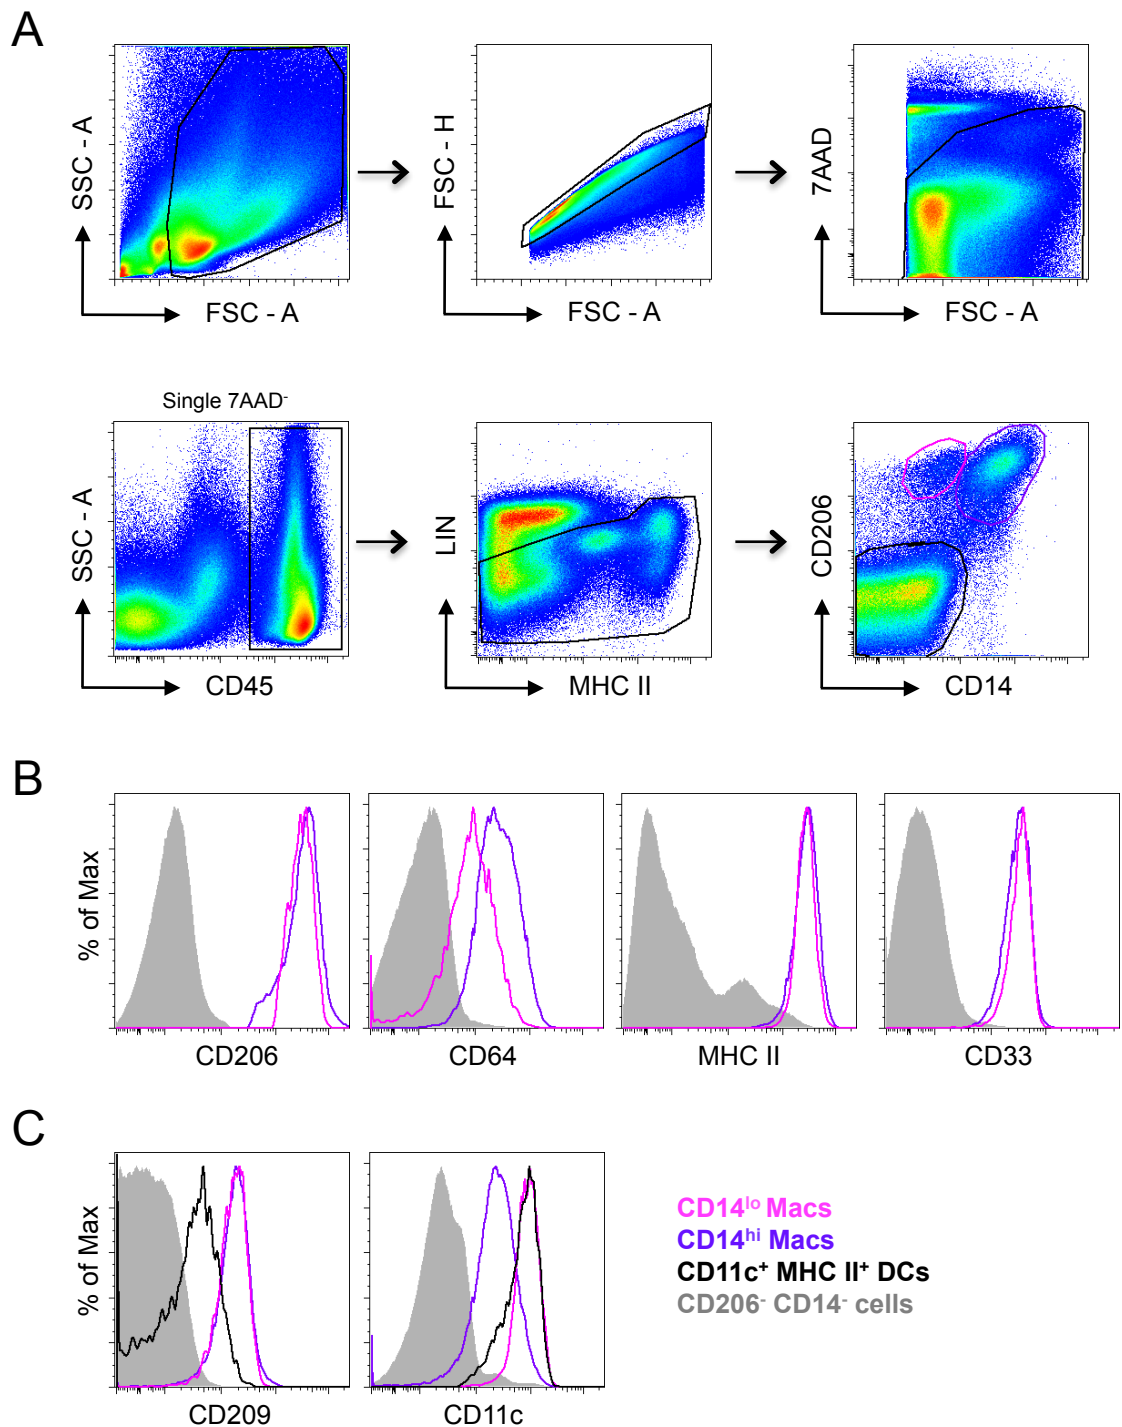 A
SSC - A
FSC - A
FSC - H
FSC - A
7AAD
FSC - A
Single 7AAD⁻
SSC - A
CD45
LIN
MHC II
CD206
CD14
B
% of Max
CD206
CD64
MHC II
CD33
C
% of Max
CD209
CD11c
CD14ˡᵒ Macs
CD14ʰⁱ Macs
CD11c⁺ MHC II⁺ DCs
CD206⁻ CD14⁻ cells